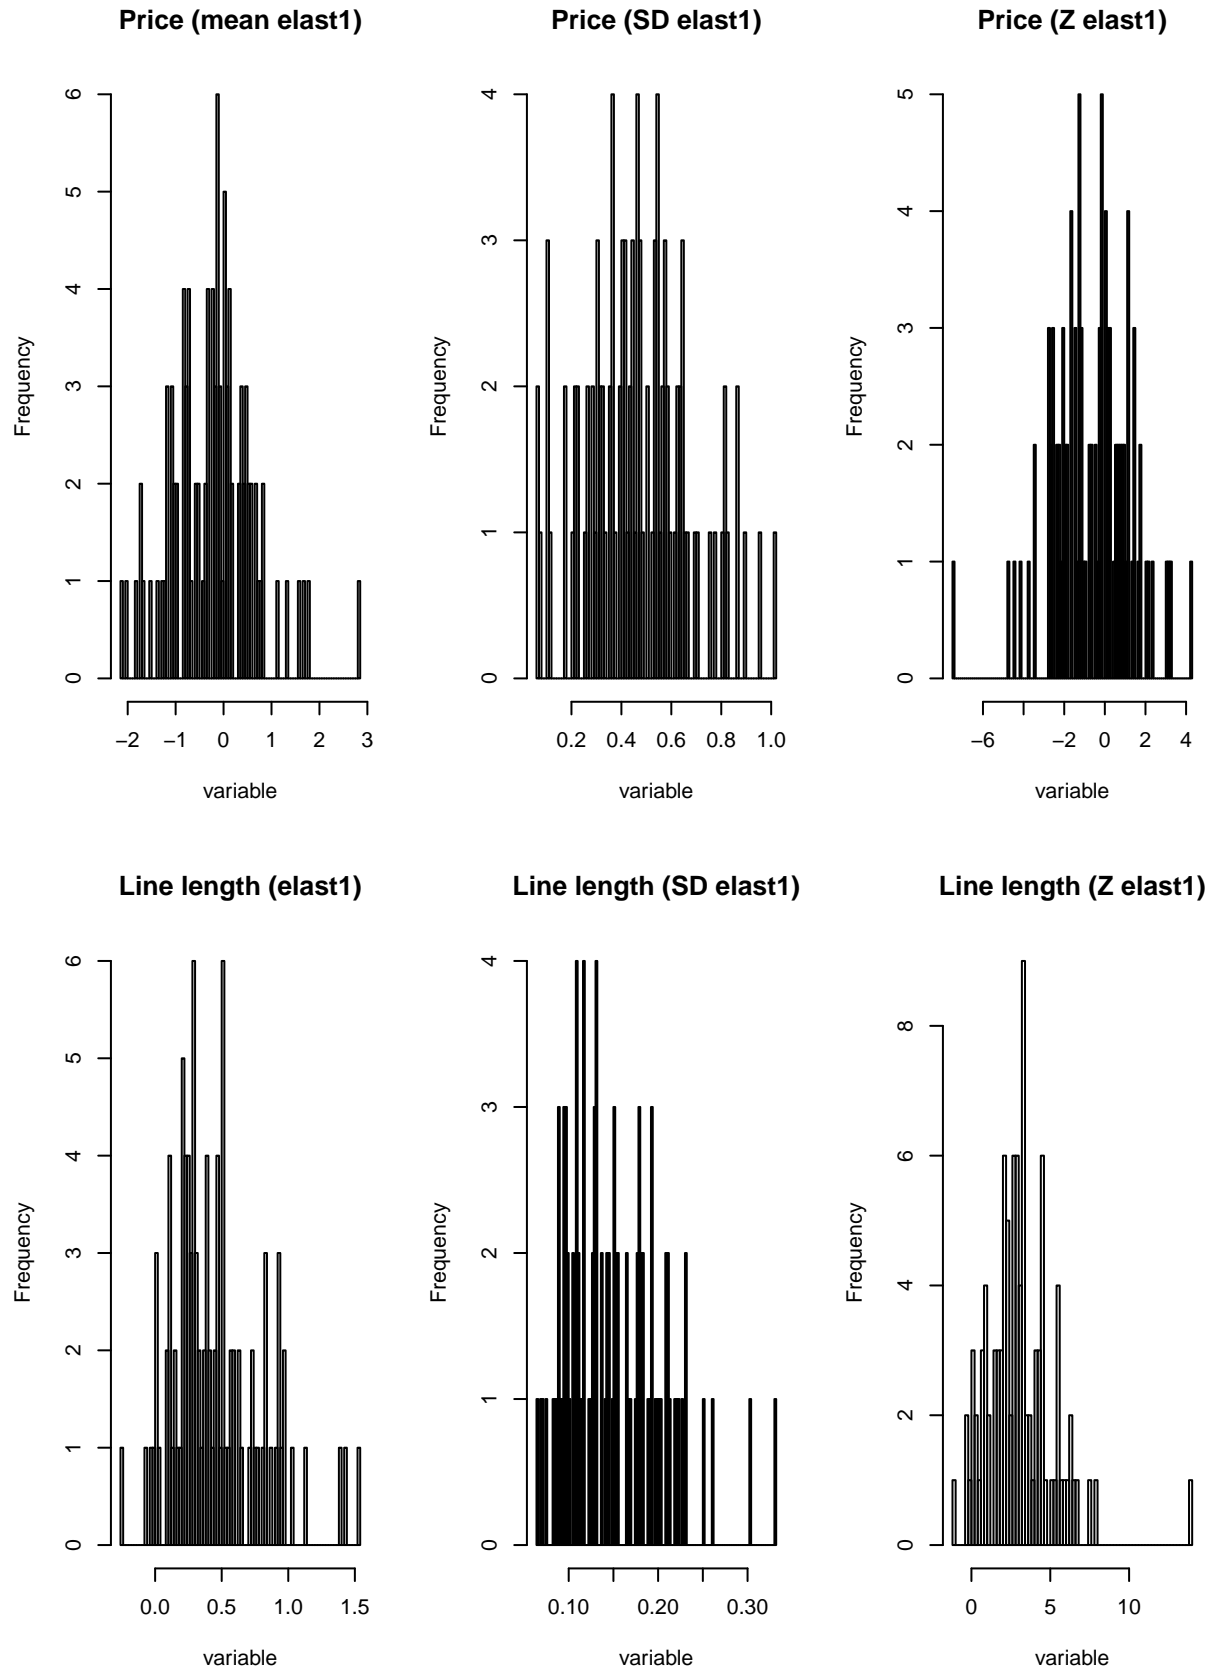 Price (mean elast1)
Frequency
0 1 2 3 4 5 6
−2 −1 0 1 2 3
variable
Price (SD elast1)
Frequency
0 1 2 3 4
0.2 0.4 0.6 0.8 1.0
variable
Price (Z elast1)
Frequency
0 1 2 3 4 5
−6 −2 0 2 4
variable
Line length (elast1)
Frequency
0 1 2 3 4 5 6
0.0 0.5 1.0 1.5
variable
Line length (SD elast1)
Frequency
0 1 2 3 4
0.10 0.20 0.30
variable
Line length (Z elast1)
Frequency
0 2 4 6 8
0 5 10
variable